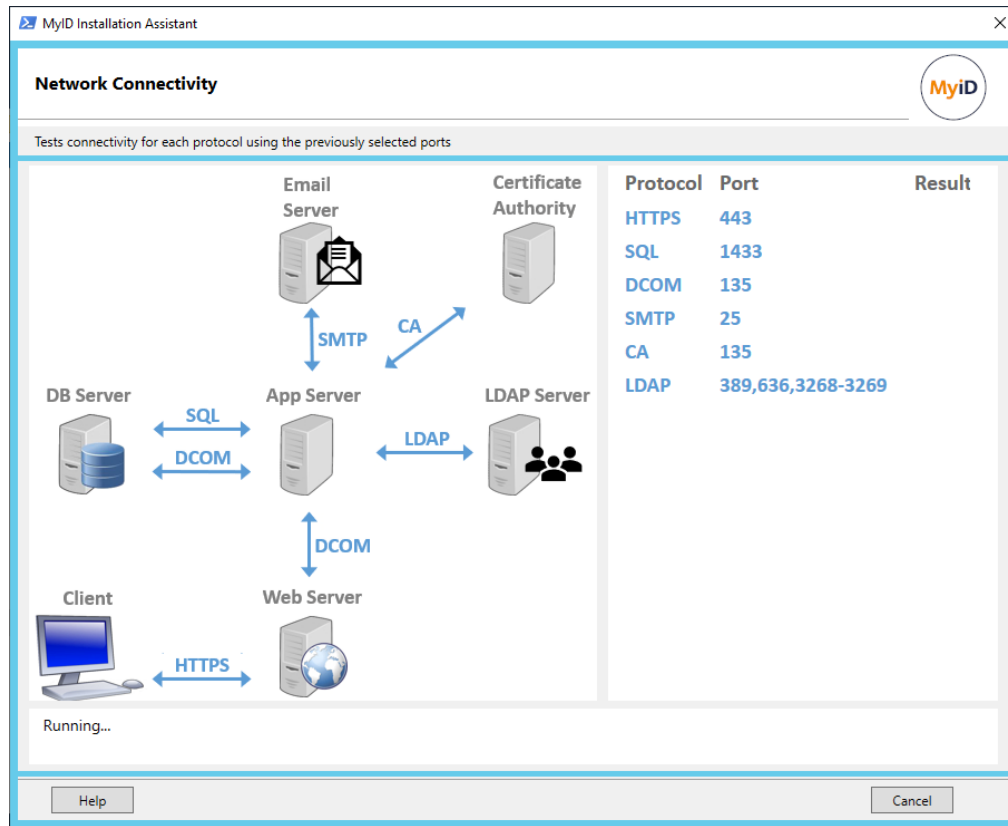 MyID Installation Assistant
Network Connectivity
MyiD
Tests connectivity for each protocol using the previously selected ports
Email
Server
Certificate
Authority
SMTP
CA
DB Server
App Server
LDAP Server
SQL
DCOM
LDAP
DCOM
Client
Web Server
HTTPS
Protocol Port Result
HTTPS 443
SQL 1433
DCOM 135
SMTP 25
CA 135
LDAP 389,636,3268-3269
Running...
Help
Cancel